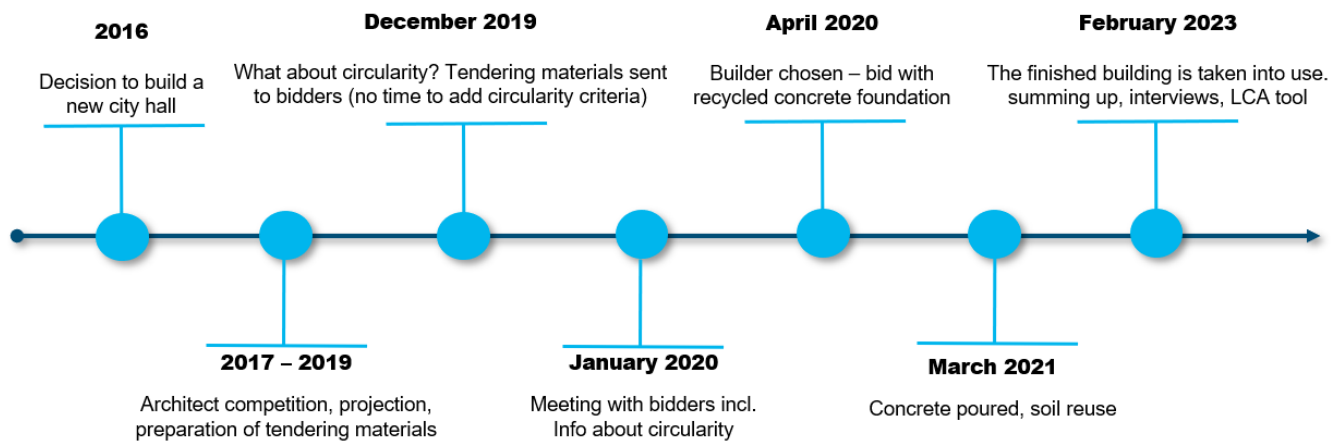 2016
Decision to build a
new city hall
2017 – 2019
Architect competition, projection,
preparation of tendering materials
December 2019
What about circularity? Tendering materials sent
to bidders (no time to add circularity criteria)
January 2020
Meeting with bidders incl.
Info about circularity
April 2020
Builder chosen – bid with
recycled concrete foundation
March 2021
Concrete poured, soil reuse
February 2023
The finished building is taken into use.
summing up, interviews, LCA tool